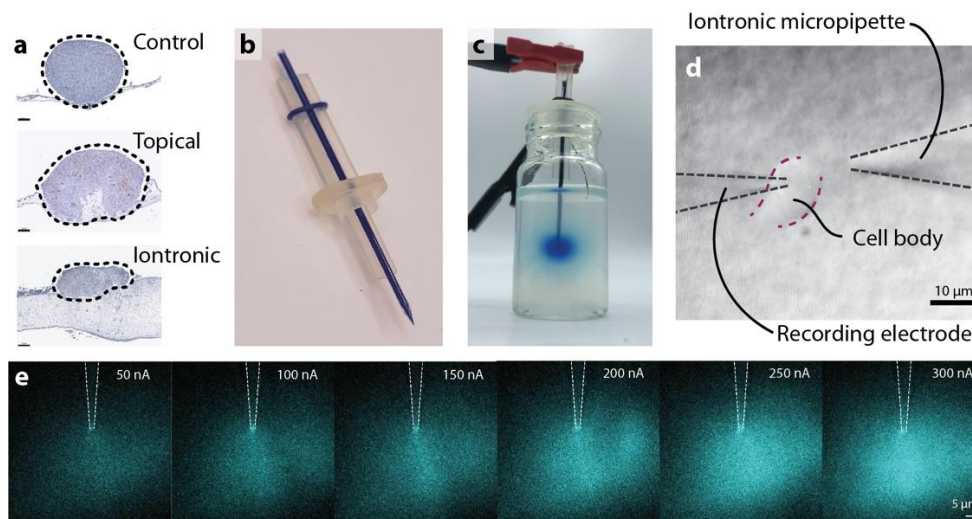 a
Control
Topical
Iontronic
b
c
Iontronic micropipette
d
Cell body
10 μm
Recording electrode
e
50 nA
100 nA
150 nA
200 nA
250 nA
300 nA
5 μm